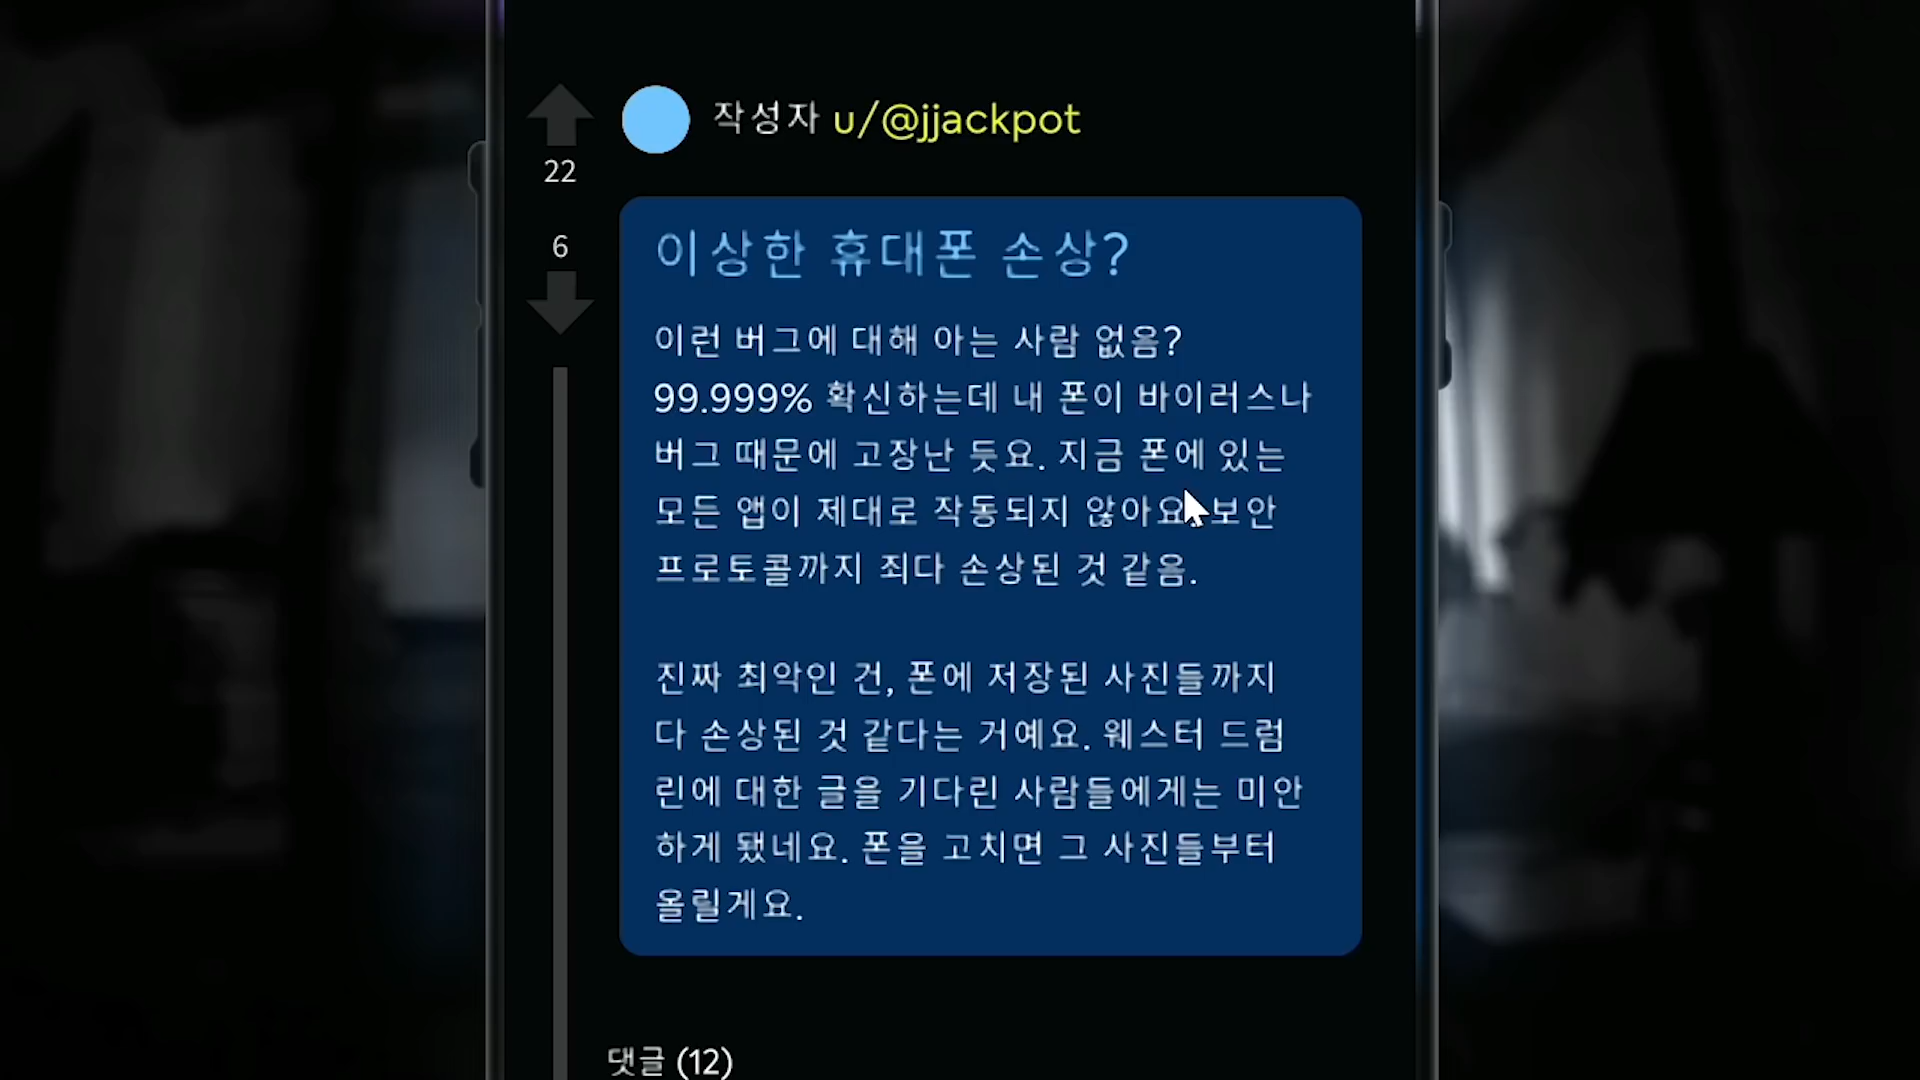 작성자 u/@jjackpot
22
6
이상한 휴대폰 손상?
이런 버그에 대해 아는 사람 없음?
99.999% 확신하는데 내 폰이 바이러스나
버그 때문에 고장난 듯요. 지금 폰에 있는
모든 앱이 제대로 작동되지 않아요. 보안
프로토콜까지 죄다 손상된 것 같음.
진짜 최악인 건, 폰에 저장된 사진들까지
다 손상된 것 같다는 거예요. 웨스터 드럼
린에 대한 글을 기다린 사람들에게는 미안
하게 됐네요. 폰을 고치면 그 사진들부터
올릴게요.
댓글 (12)